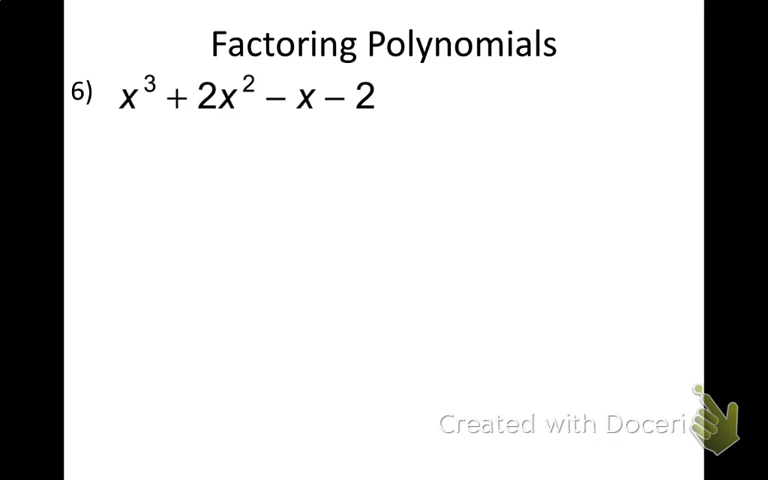 Factoring Polynomials
6) x³ + 2x² – x – 2
Created with Doceri